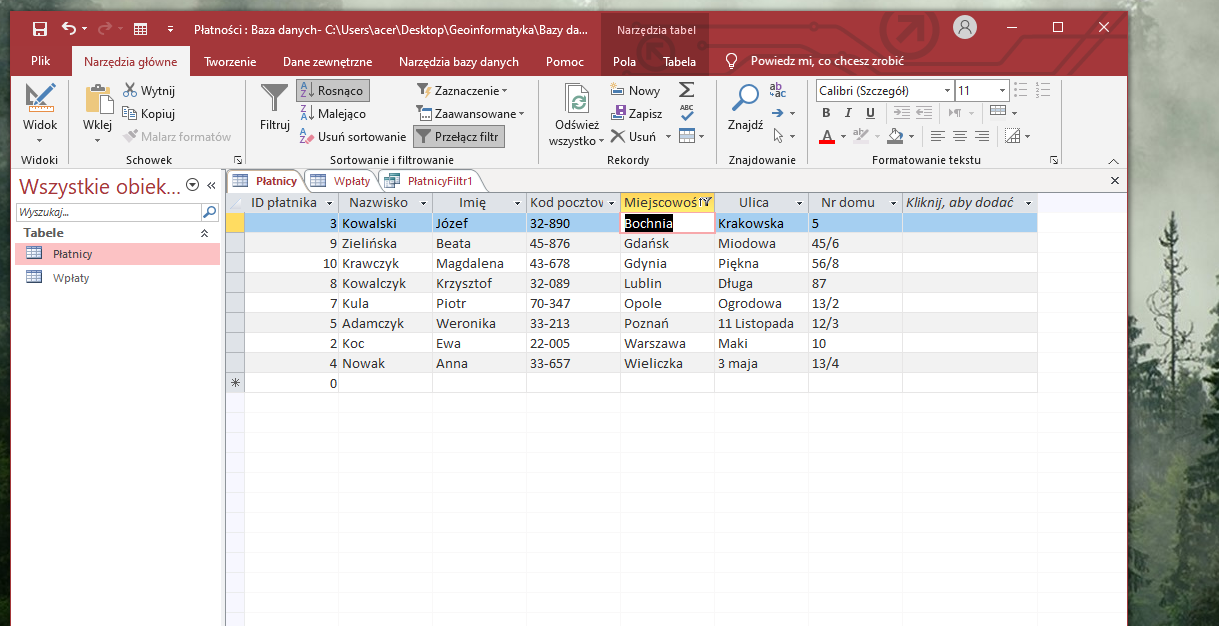 Płatności : Baza danych- C:\Users\acer\Desktop\Geoinformatyka\Bazy da...
Narzędzia tabel
Plik Narzędzia główne Tworzenie Dane zewnętrzne Narzędzia bazy danych Pomoc Pola Tabela Powiedz mi, co chcesz zrobić
Widok
Widoki
Wklej
Wytnij
Kopiuj
Malarz formatów
Schowek
Filtruj
Rosnąco
Malejąco
Usuń sortowanie
Zaznaczenie
Zaawansowane
Przełącz filtr
Sortowanie i filtrowanie
Odśwież
wszystko
Nowy
Zapisz
Usuń
Rekordy
Znajdź
Znajdowanie
Calibri (Szczegół) 11
B I U
A
Formatowanie tekstu
Wszystkie obiek...
Wyszukaj...
Tabele
Płatnicy
Wpłaty
Płatnicy Wpłaty PłatnicyFiltr1
ID płatnika Nazwisko Imię Kod pocztow Miejscowość Ulica Nr domu Kliknij, aby dodać
3 Kowalski Józef 32-890 Bochnia Krakowska 5
9 Zielińska Beata 45-876 Gdańsk Miodowa 45/6
10 Krawczyk Magdalena 43-678 Gdynia Piękna 56/8
8 Kowalczyk Krzysztof 32-089 Lublin Długa 87
7 Kula Piotr 70-347 Opole Ogrodowa 13/2
5 Adamczyk Weronika 33-213 Poznań 11 Listopada 12/3
2 Koc Ewa 22-005 Warszawa Maki 10
4 Nowak Anna 33-657 Wieliczka 3 maja 13/4
0